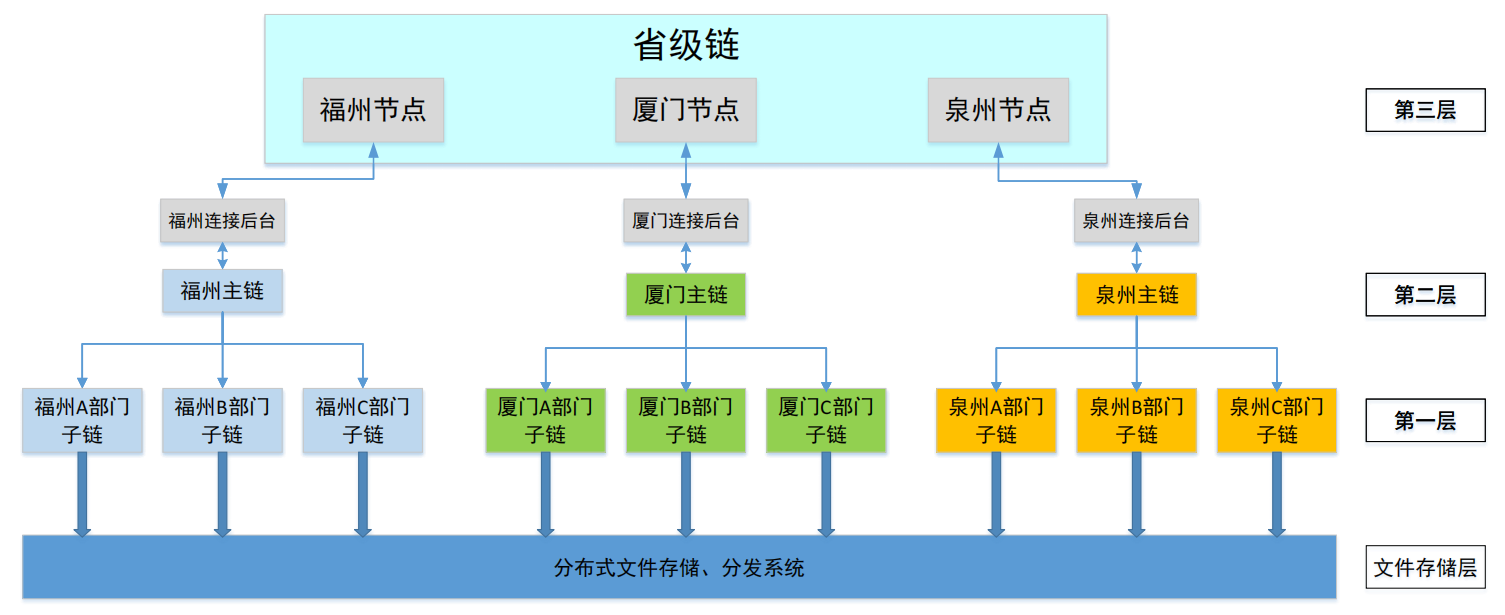 省级链
福州节点
厦门节点
泉州节点
第三层
福州连接后台
厦门连接后台
泉州连接后台
福州主链
厦门主链
泉州主链
第二层
福州A部门
子链
福州B部门
子链
福州C部门
子链
厦门A部门
子链
厦门B部门
子链
厦门C部门
子链
泉州A部门
子链
泉州B部门
子链
泉州C部门
子链
第一层
分布式文件存储、分发系统
文件存储层